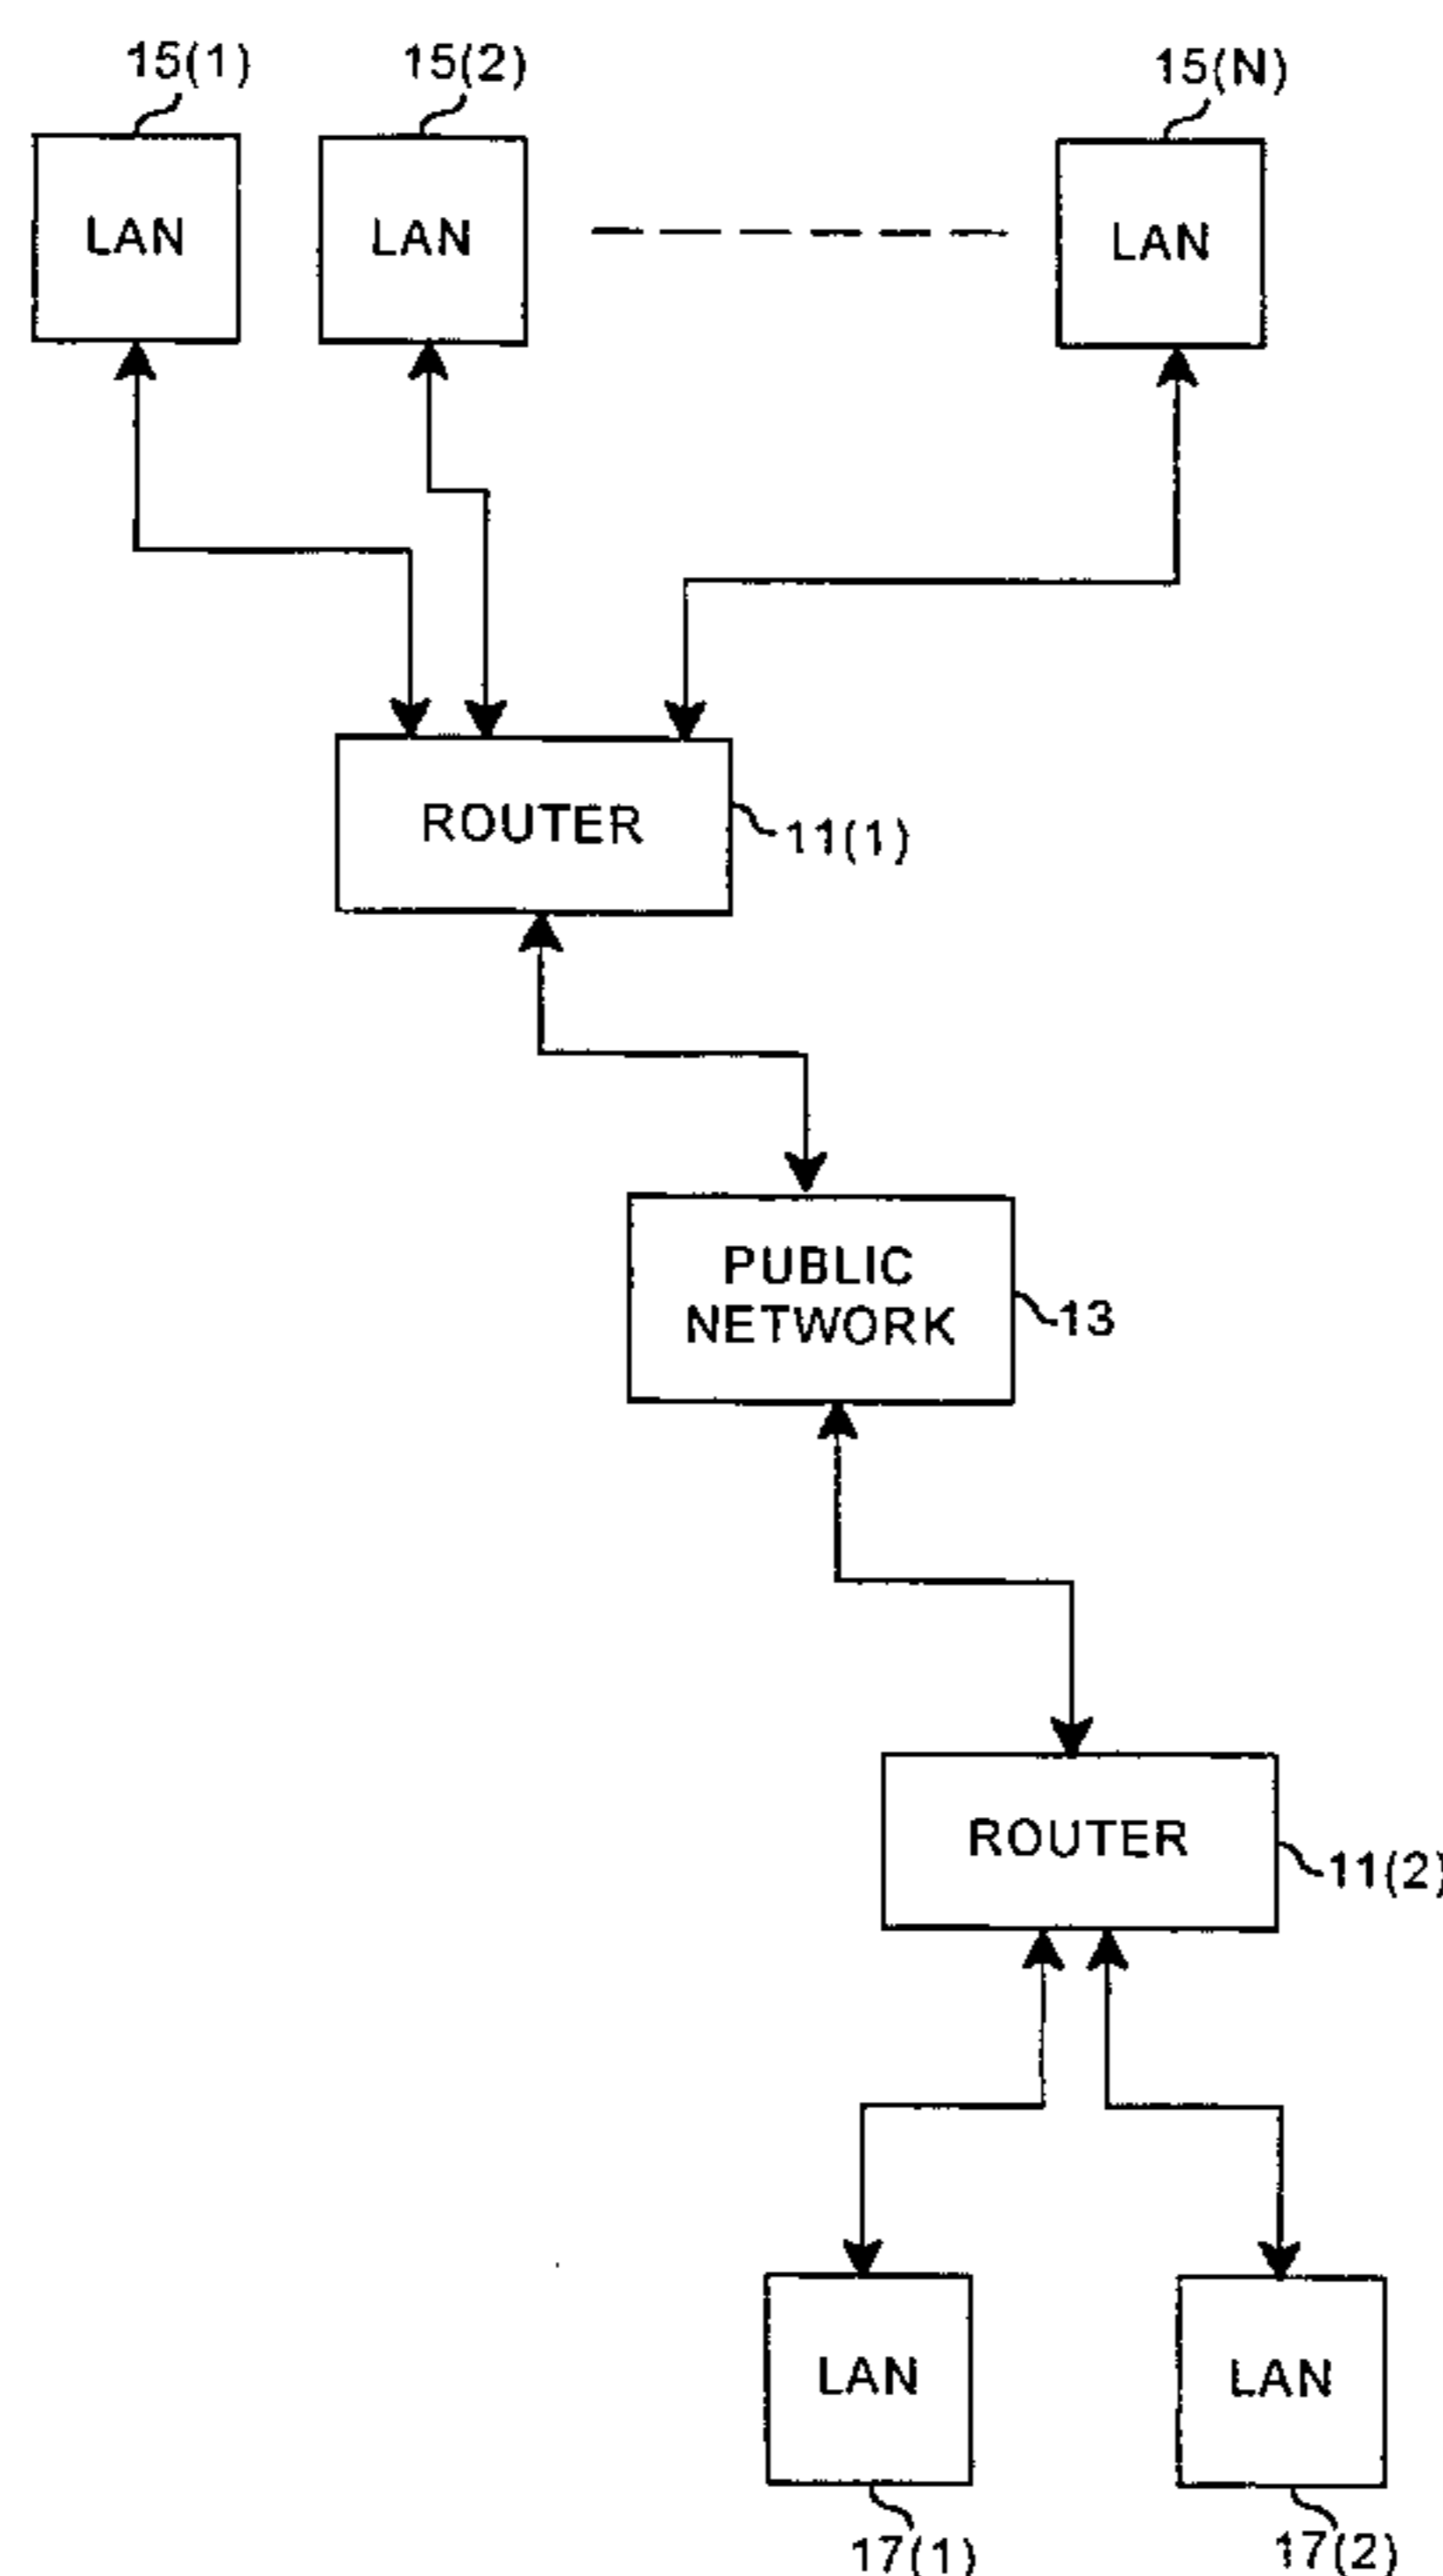 15(1)
15(2)
15(N)
LAN
LAN
LAN
ROUTER
11(1)
PUBLIC
NETWORK
13
ROUTER
11(2)
LAN
LAN
17(1)
17(2)